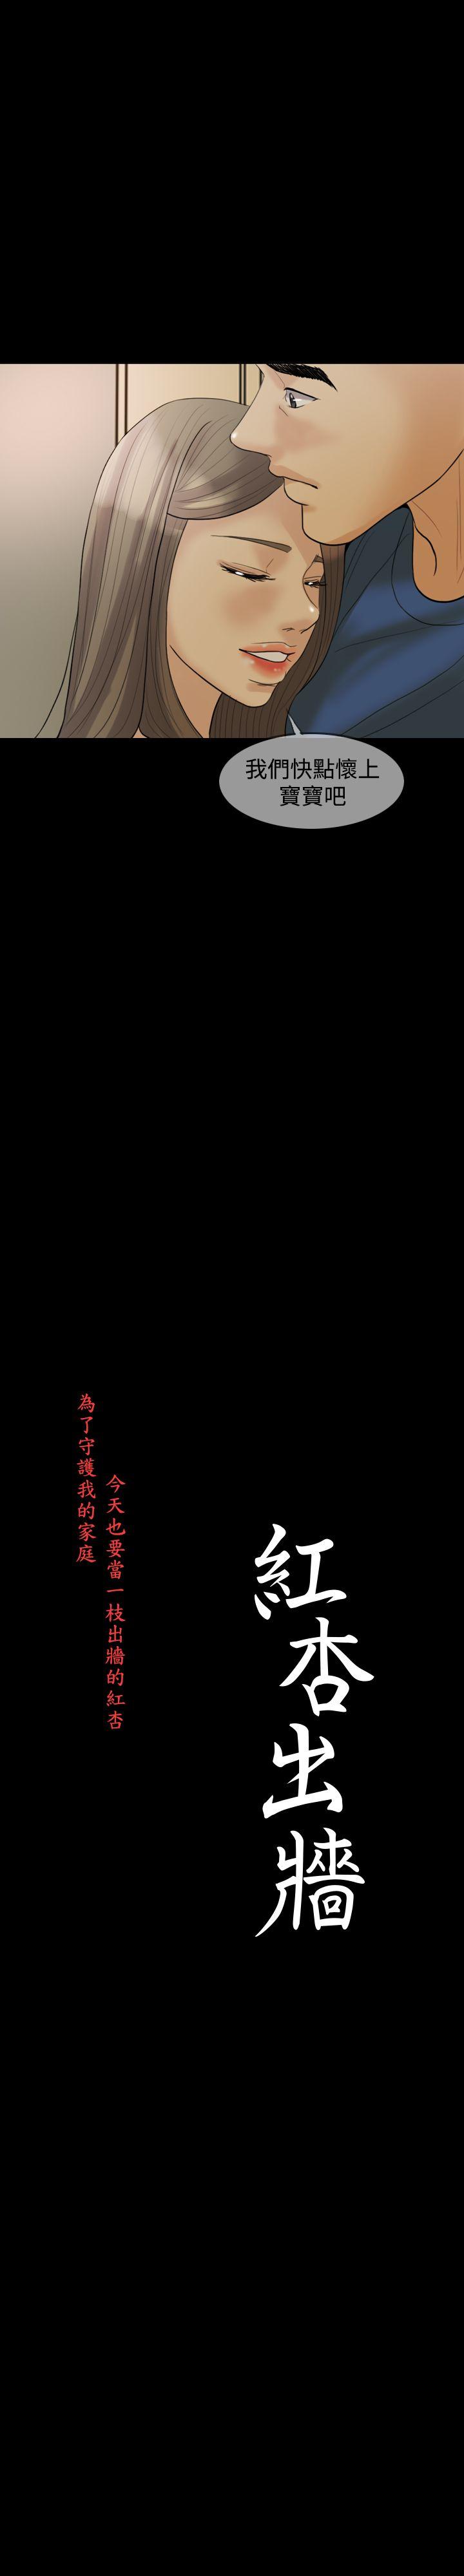 我們快點懷上
寶寶吧
紅杏出牆
今天也要當一枝出牆的紅杏
為了守護我的家庭